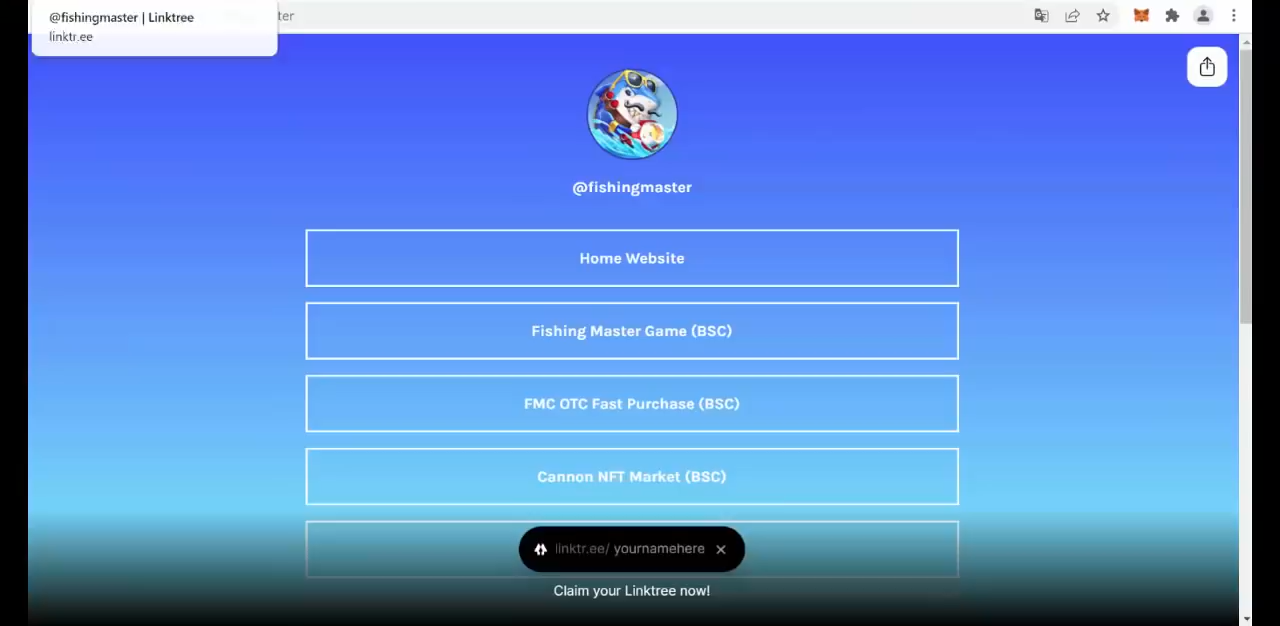 @fishingmaster | Linktree
linktr.ee
ter
@fishingmaster
Home Website
Fishing Master Game (BSC)
FMC OTC Fast Purchase (BSC)
Cannon NFT Market (BSC)
linktr.ee/ yournamehere
Claim your Linktree now!